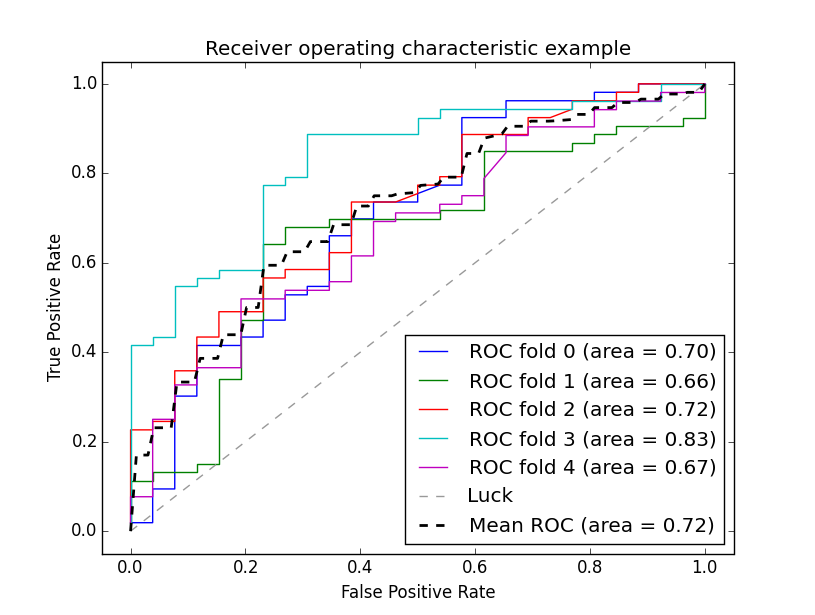 Receiver operating characteristic example
True Positive Rate
1.0
0.8
0.6
0.4
0.2
0.0
ROC fold 0 (area = 0.70)
ROC fold 1 (area = 0.66)
ROC fold 2 (area = 0.72)
ROC fold 3 (area = 0.83)
ROC fold 4 (area = 0.67)
Luck
Mean ROC (area = 0.72)
0.0 0.2 0.4 0.6 0.8 1.0
False Positive Rate